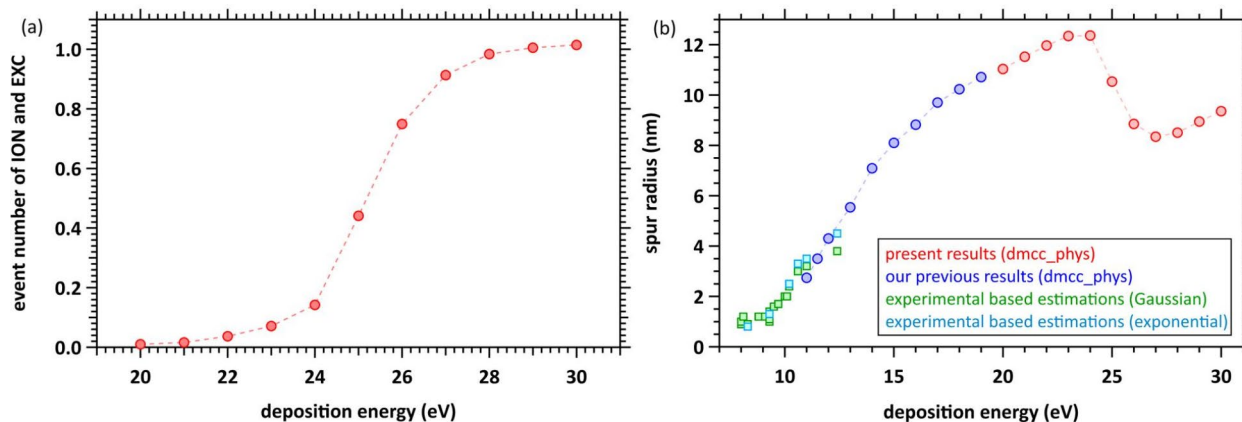 (a)
event number of ION and EXC
1.0
0.8
0.6
0.4
0.2
0.0
20 22 24 26 28 30
deposition energy (eV)
(b)
spur radius (nm)
12
10
8
6
4
2
0
10 15 20 25 30
deposition energy (eV)
present results (dmcc_phys)
our previous results (dmcc_phys)
experimental based estimations (Gaussian)
experimental based estimations (exponential)